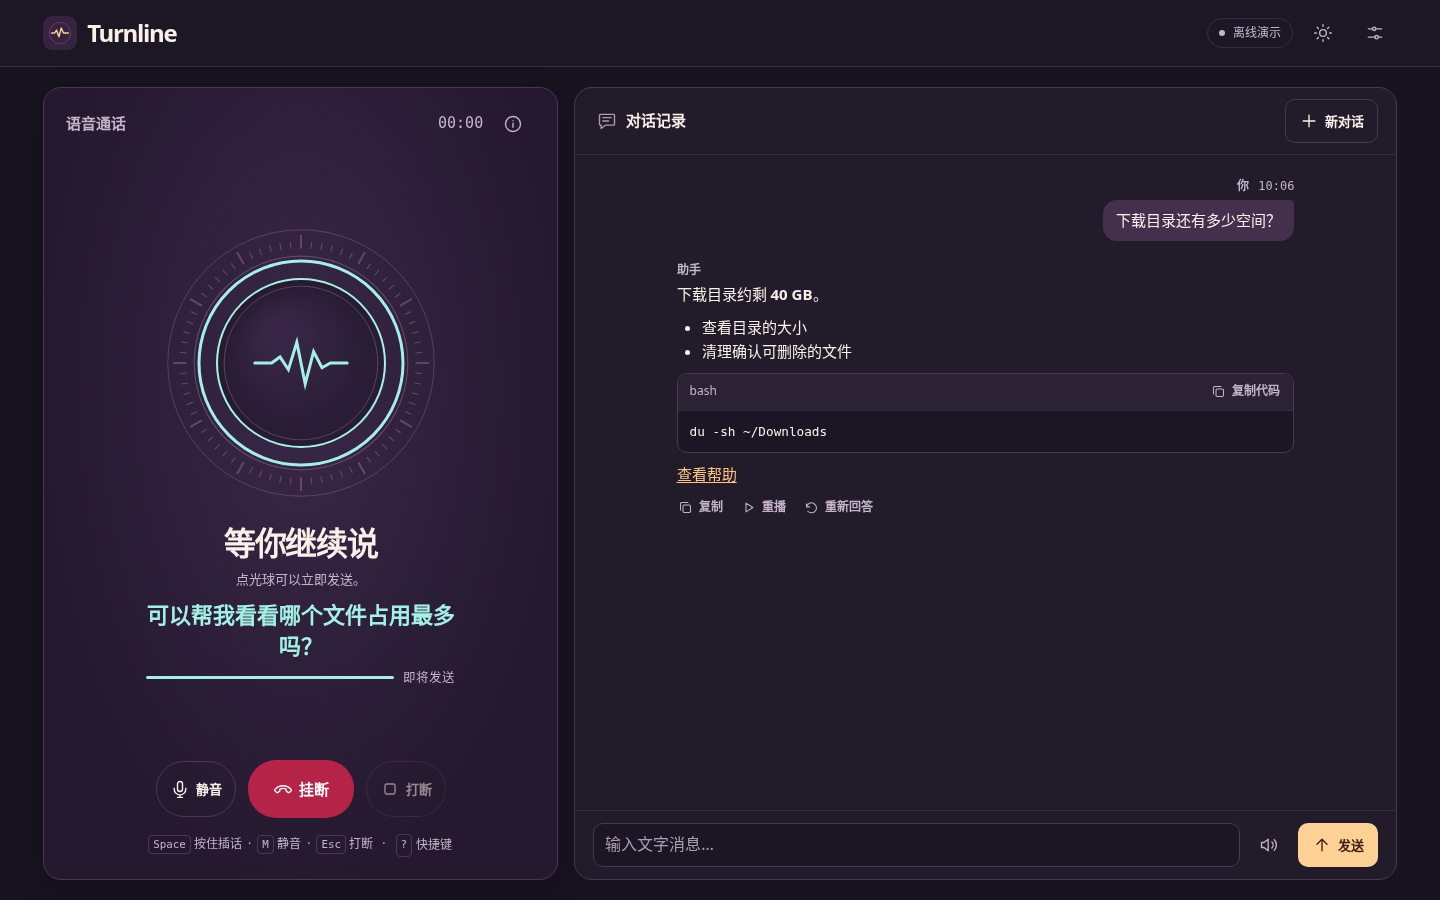 Turnline
离线演示
语音通话
00:00
等你继续说
点光球可以立即发送。
可以帮我看看哪个文件占用最多
吗？
即将发送
静音
挂断
打断
Space 按住插话 · M 静音 · Esc 打断 · ? 快捷键
对话记录
新对话
你 10:06
下载目录还有多少空间？
助手
下载目录约剩 40 GB。
• 查看目录的大小
• 清理确认可删除的文件
bash
复制代码
du -sh ~/Downloads
查看帮助
复制 重播 重新回答
输入文字消息...
发送